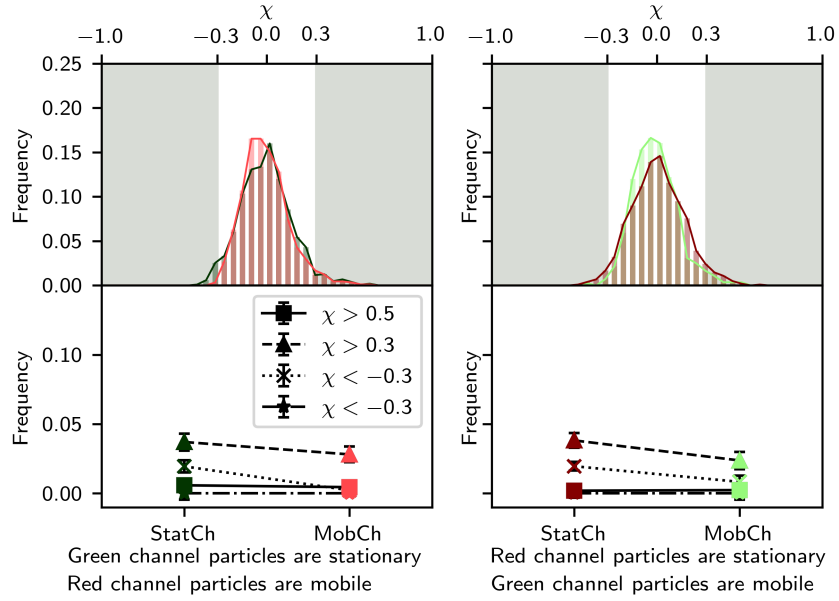 χ χ
−1.0 −0.3 0.0 0.3 1.0 −1.0 −0.3 0.0 0.3 1.0
0.25
0.20
0.15
0.10
0.05
0.00
Frequency Frequency
χ > 0.5
χ > 0.3
χ < −0.3
χ < −0.3
0.10
0.05
0.00
Frequency Frequency
StatCh MobCh StatCh MobCh
Green channel particles are stationary
Red channel particles are mobile
Red channel particles are stationary
Green channel particles are mobile